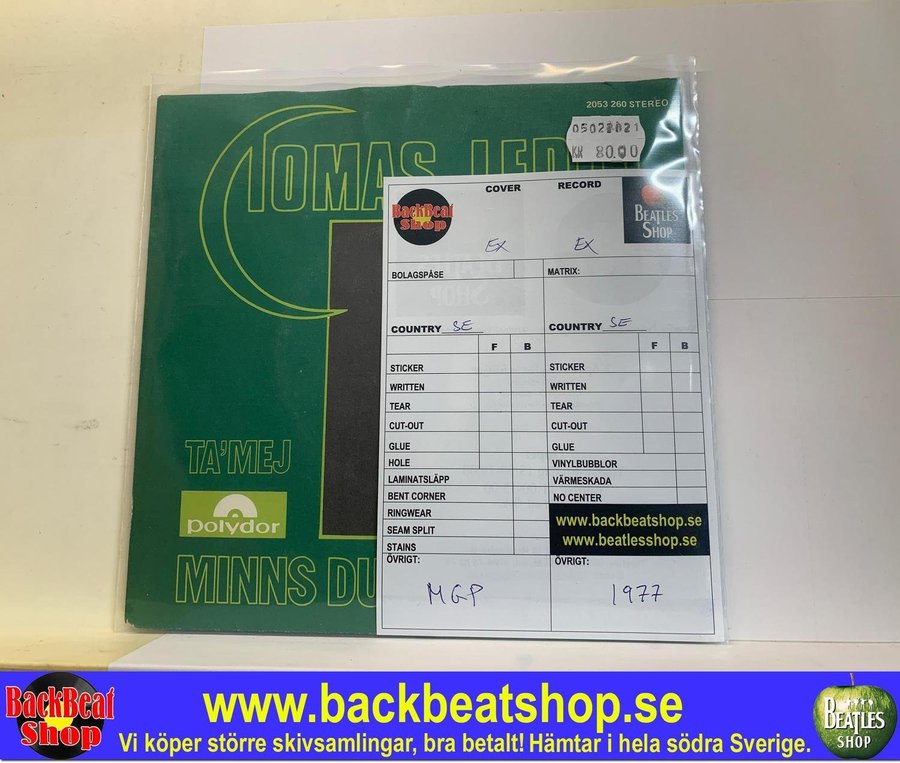 2053 260 STEREO
05021021
KR 80.00
TOMAS
COVER
RECORD
BackBeat
Shop
BEATLES
SHOP
EX
EX
BOLAGSPÅSE
MATRIX:
COUNTRY SE
COUNTRY SE
F B
F B
STICKER
STICKER
WRITTEN
WRITTEN
TEAR
TEAR
CUT-OUT
CUT-OUT
GLUE
GLUE
HOLE
VINYLBUBBLOR
LAMINATSLÄPP
VÄRMESKADA
BENT CORNER
NO CENTER
RINGWEAR
SEAM SPLIT
STAINS
www.backbeatshop.se
www.beatlesshop.se
ÖVRIGT:
ÖVRIGT:
MGP
1977
TA'MEJ
polydor
MINNS DU
BackBeat
Shop
www.backbeatshop.se
Vi köper större skivsamlingar, bra betalt! Hämtar i hela södra Sverige.
BEATLES
SHOP